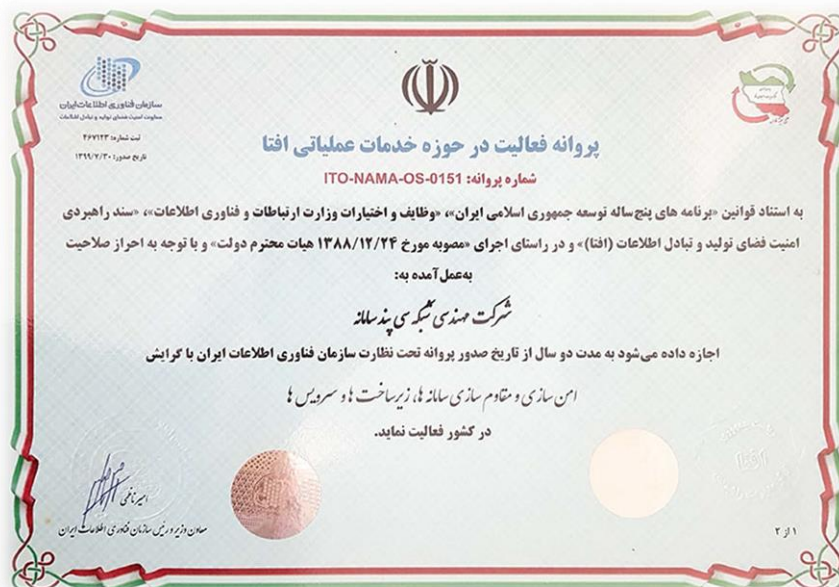 سازمان فناوری اطلاعات ایران
معاونت امنیت فضای تولید و تبادل اطلاعات
ثبت شماره: ۴۶۷۱۲۳
تاریخ صدور: ۱۳۹۹/۷/۳۰
پروانه فعالیت در حوزه خدمات عملیاتی افتا
شماره پروانه: ITO-NAMA-OS-0151
به استناد قوانین «برنامه های پنج‌ساله توسعه جمهوری اسلامی ایران»، «وظایف و اختیارات وزارت ارتباطات و فناوری اطلاعات»، «سند راهبردی
امنیت فضای تولید و تبادل اطلاعات (افتا)» و در راستای اجرای «مصوبه مورخ ۱۳۸۸/۱۲/۲۴ هیات محترم دولت» و با توجه به احراز صلاحیت
به‌عمل‌آمده به:
شرکت مهندسی شبکه سی پند سامانه
اجازه داده می‌شود به مدت دو سال از تاریخ صدور پروانه تحت نظارت سازمان فناوری اطلاعات ایران با گرایش
امن سازی و مقاوم سازی سامانه ها، زیرساخت ها و سرویس ها
در کشور فعالیت نماید.
امیر ناظمی
معاون وزیر و رئیس سازمان فناوری اطلاعات ایران
افتا
۱ از ۲